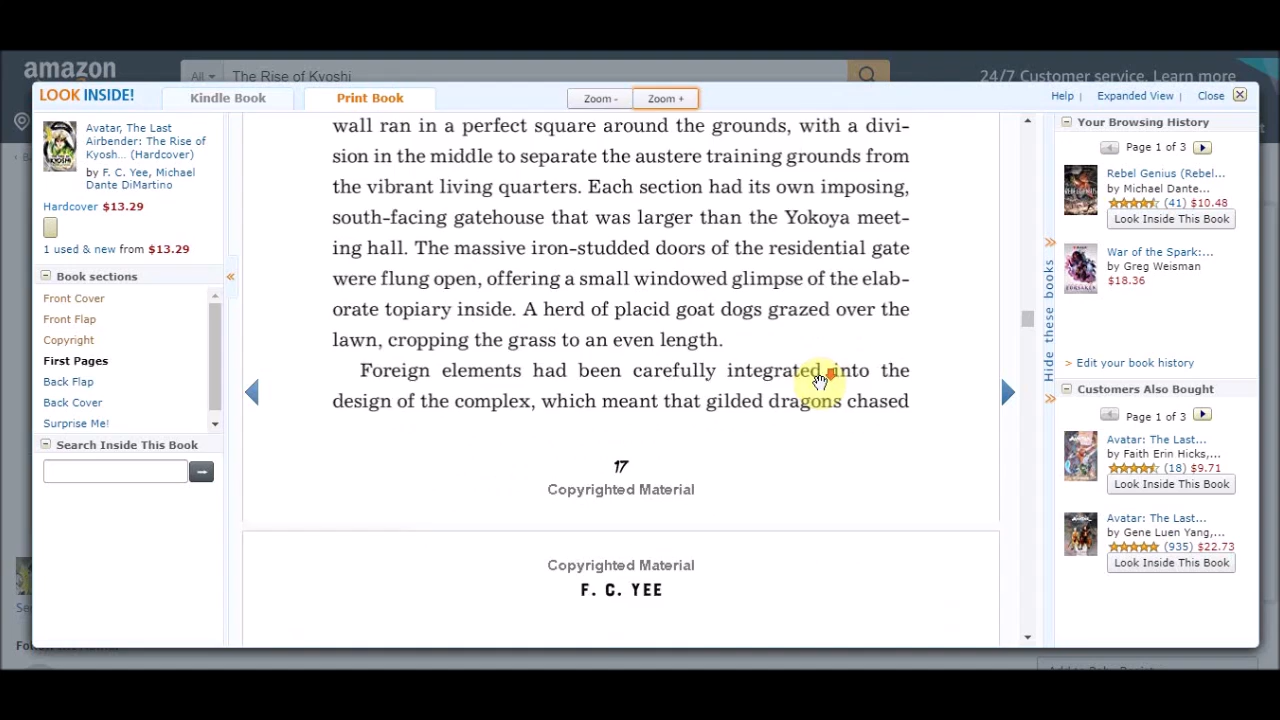 amazon
All
The Rise of Kyoshi
24/7 Customer service. Learn more
LOOK INSIDE!
Kindle Book
Print Book
Zoom -
Zoom +
Help |
Expanded View |
Close
Avatar, The Last
Airbender: The Rise of
Kyosh... (Hardcover)
by F. C. Yee, Michael
Dante DiMartino
Hardcover $13.29
1 used & new from $13.29
Book sections
Front Cover
Front Flap
Copyright
First Pages
Back Flap
Back Cover
Surprise Me!
Search Inside This Book
wall ran in a perfect square around the grounds, with a divi-
sion in the middle to separate the austere training grounds from
the vibrant living quarters. Each section had its own imposing,
south-facing gatehouse that was larger than the Yokoya meet-
ing hall. The massive iron-studded doors of the residential gate
were flung open, offering a small windowed glimpse of the elab-
orate topiary inside. A herd of placid goat dogs grazed over the
lawn, cropping the grass to an even length.
Foreign elements had been carefully integrated into the
design of the complex, which meant that gilded dragons chased
17
Copyrighted Material
Copyrighted Material
F. C. YEE
Hide these books
Your Browsing History
Page 1 of 3
Rebel Genius (Rebel...
by Michael Dante...
(41) $10.48
Look Inside This Book
War of the Spark:...
by Greg Weisman
$18.36
> Edit your book history
Customers Also Bought
Page 1 of 3
Avatar: The Last...
by Faith Erin Hicks,...
(18) $9.71
Look Inside This Book
Avatar: The Last...
by Gene Luen Yang,...
(935) $22.73
Look Inside This Book